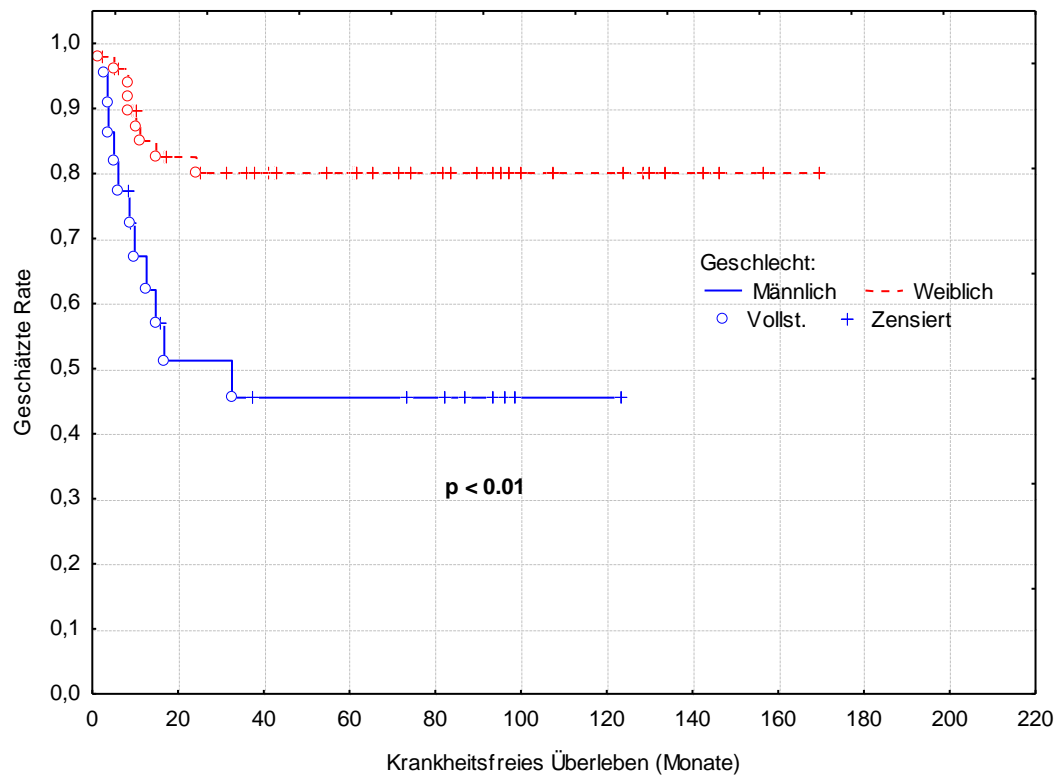 1,0
0,9
0,8
0,7
0,6
0,5
0,4
0,3
0,2
0,1
0,0
Geschätzte Rate
Geschlecht:
Männlich Weiblich
Vollst. Zensiert
p < 0.01
0 20 40 60 80 100 120 140 160 180 200 220
Krankheitsfreies Überleben (Monate)